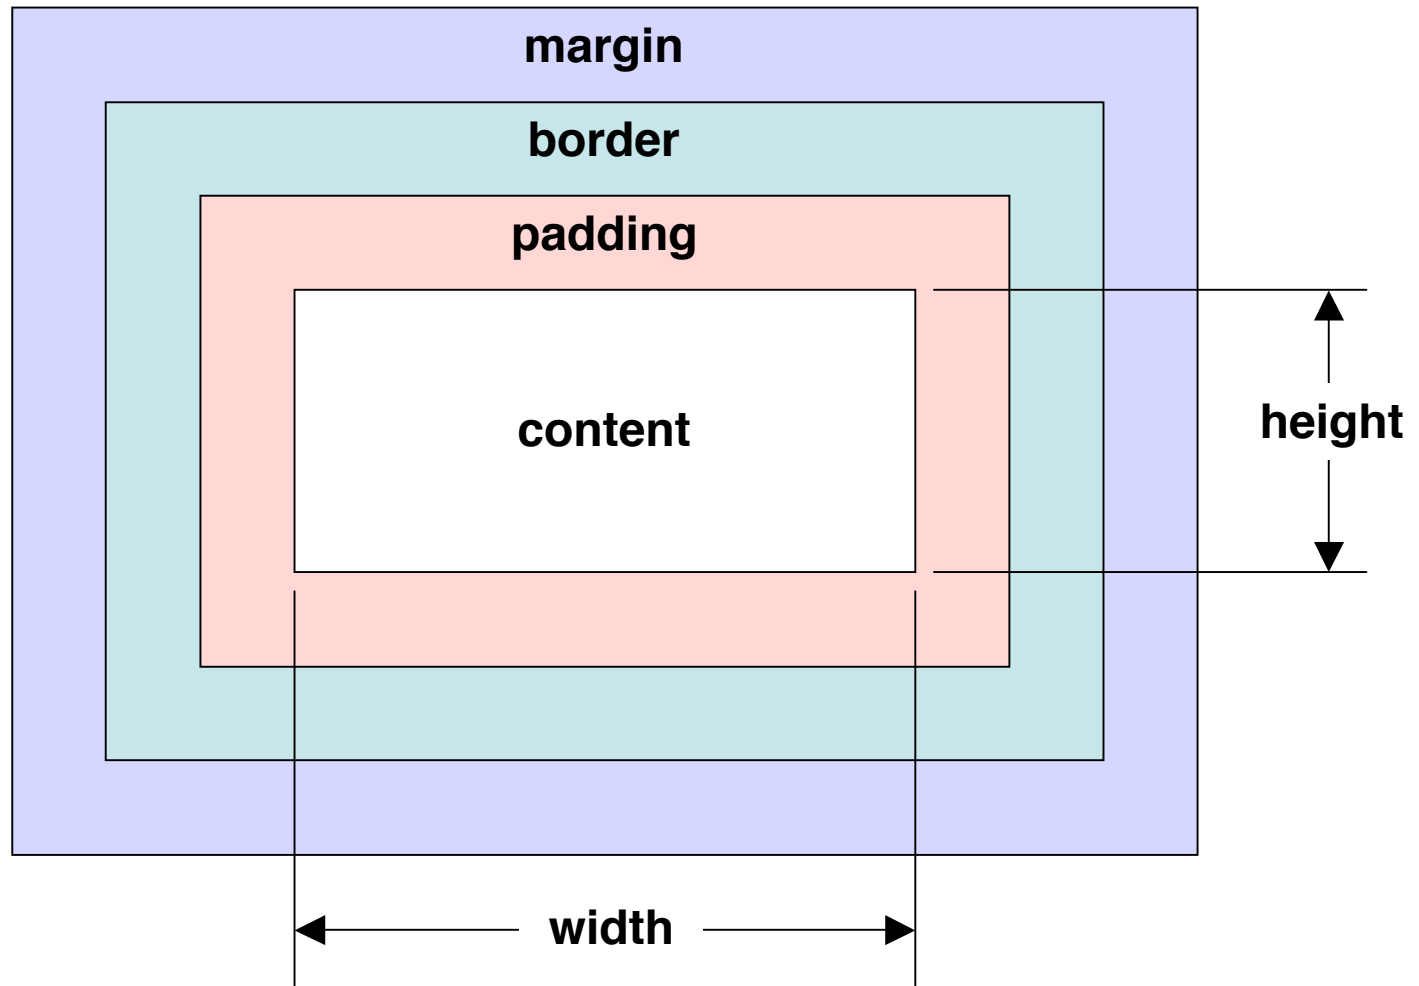 margin
border
padding
content
height
width